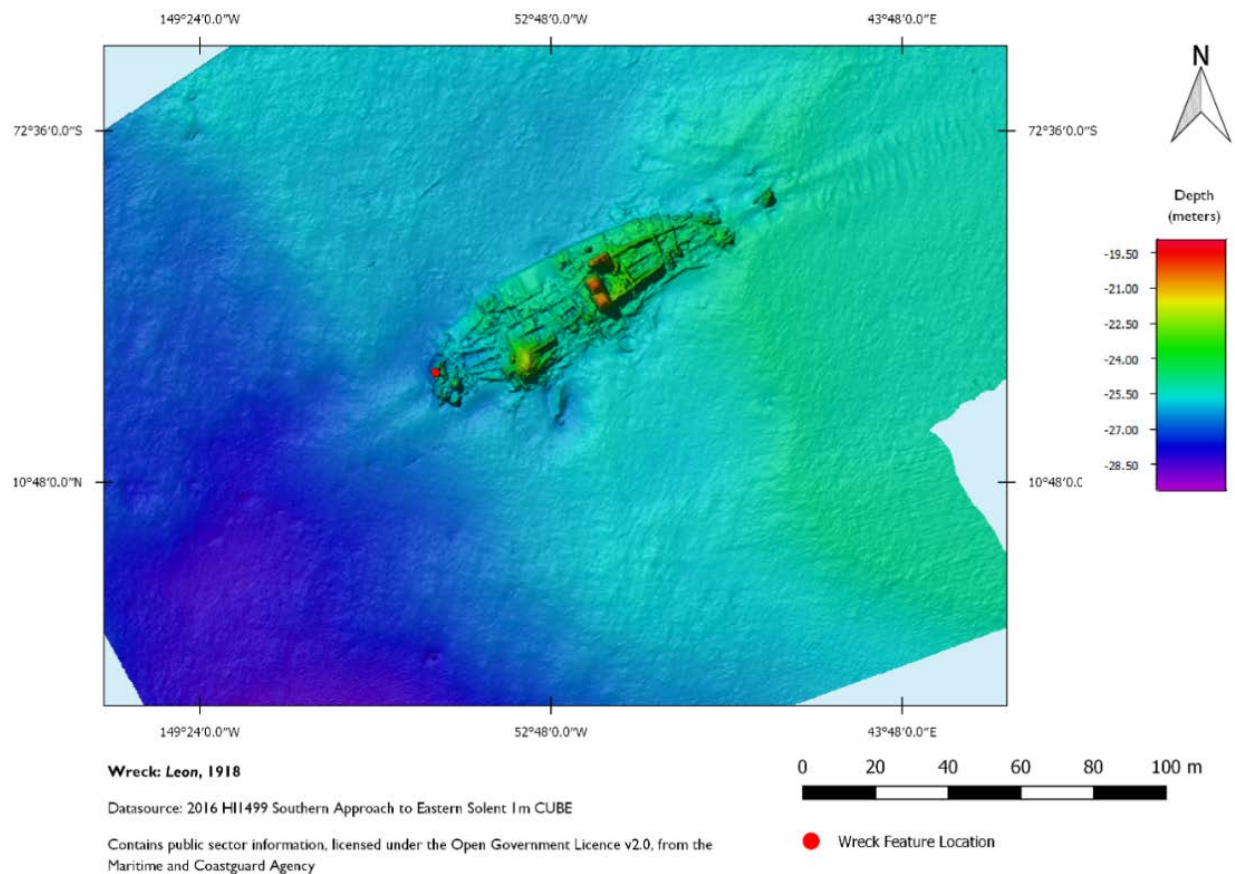 149°24'0.0"W 52°48'0.0"W 43°48'0.0"E
N
72°36'0.0"S 72°36'0.0"S
Depth
(meters)
-19.50
-21.00
-22.50
-24.00
-25.50
-27.00
-28.50
10°48'0.0"N 10°48'0.0
149°24'0.0"W 52°48'0.0"W 43°48'0.0"E
Wreck: Leon, 1918
0 20 40 60 80 100 m
Datasource: 2016 HI1499 Southern Approach to Eastern Solent 1m CUBE
Wreck Feature Location
Contains public sector information, licensed under the Open Government Licence v2.0, from the
Maritime and Coastguard Agency